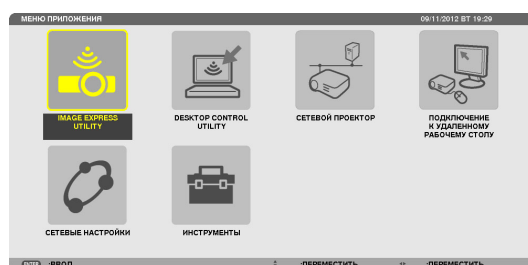 МЕНЮ ПРИЛОЖЕНИЯ 09/11/2012 ВТ 19:29
IMAGE EXPRESS
UTILITY
DESKTOP CONTROL
UTILITY
СЕТЕВОЙ ПРОЕКТОР
ПОДКЛЮЧЕНИЕ
К УДАЛЕННОМУ
РАБОЧЕМУ СТОЛУ
СЕТЕВЫЕ НАСТРОЙКИ
ИНСТРУМЕНТЫ
ENTER :ВВОД :ПЕРЕМЕСТИТЬ :ПЕРЕМЕСТИТЬ